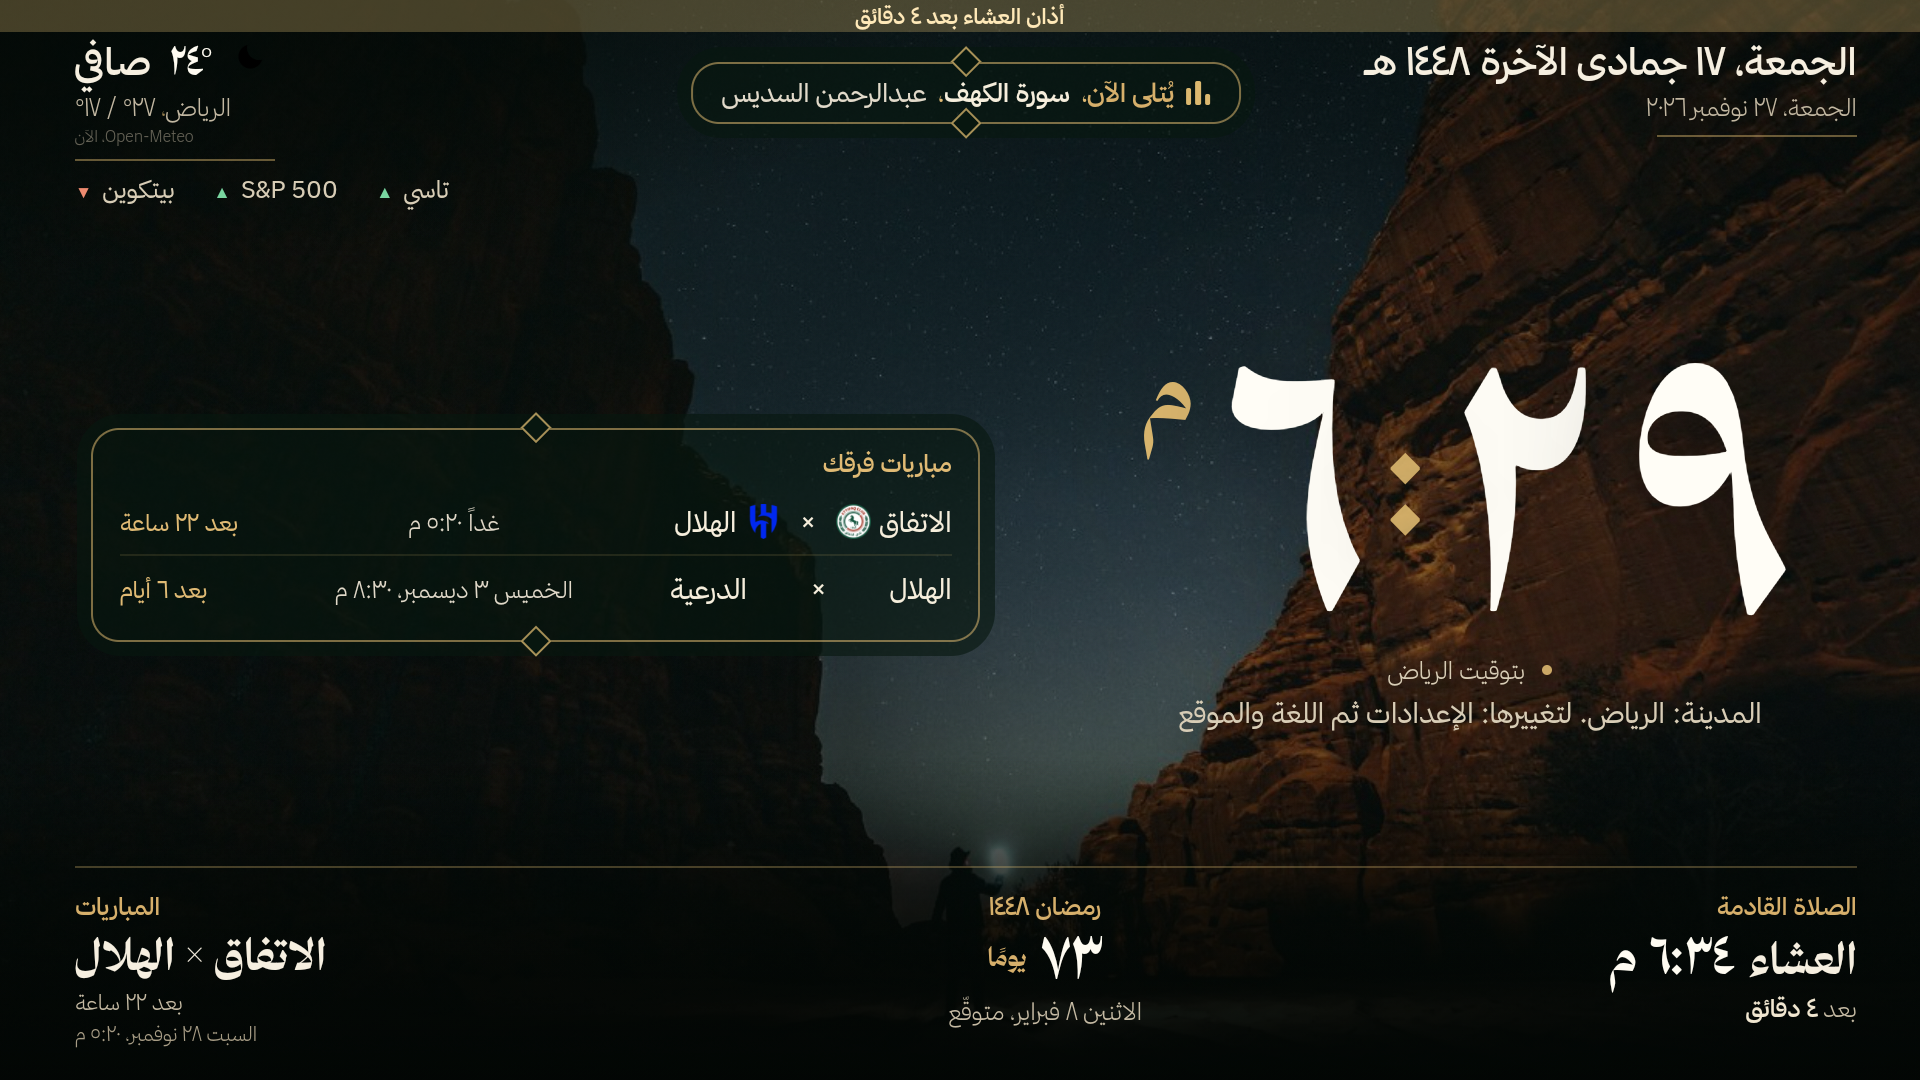 أذان العشاء بعد ٤ دقائق
الجمعة، ١٧ جمادى الآخرة ١٤٤٨ هـ
الجمعة، ٢٧ نوفمبر ٢٠٢٦
يُتلى الآن، سورة الكهف، عبدالرحمن السديس
٢٤° صافي
الرياض، ٢٧° / ١٧°
Open-Meteo، الآن
تاسي ▲ S&P 500 ▲ بيتكوين ▼
٦:٢٩ م
بتوقيت الرياض
المدينة: الرياض. لتغييرها: الإعدادات ثم اللغة والموقع
مباريات فرقك
الاتفاق × الهلال غداً ٥:٢٠ م بعد ٢٢ ساعة
الهلال × الدرعية الخميس ٣ ديسمبر، ٨:٣٠ م بعد ٦ أيام
الصلاة القادمة
العشاء ٦:٣٤ م
بعد ٤ دقائق
رمضان ١٤٤٨
٧٣ يومًا
الاثنين ٨ فبراير، متوقّع
المباريات
الاتفاق × الهلال
بعد ٢٢ ساعة
السبت ٢٨ نوفمبر، ٥:٢٠ م